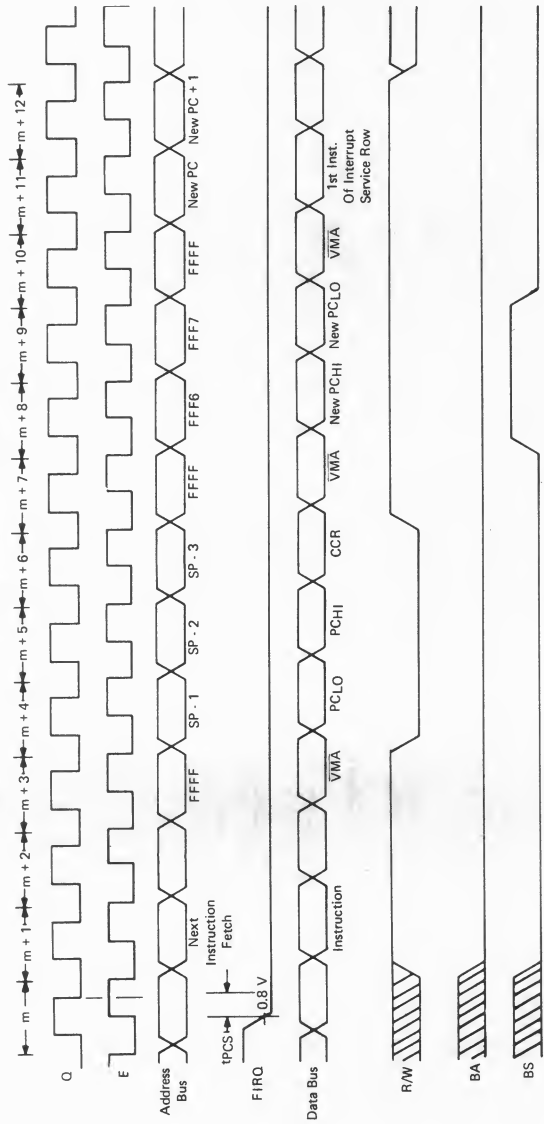 m
m + 1
m + 2
m + 3
m + 4
m + 5
m + 6
m + 7
m + 8
m + 9
m + 10
m + 11
m + 12
Q
E
Address
Bus
Next
Instruction
Fetch
FFFF
SP - 1
SP - 2
SP - 3
FFFF
FFF6
FFF7
FFFF
New PC
New PC + 1
tPCS
0.8 V
FIRQ
Data Bus
Instruction
VMA
PCLO
PCHI
CCR
VMA
New PCHI
New PCLO
VMA
1st Inst.
Of Interrupt
Service Row
R/W
BA
BS